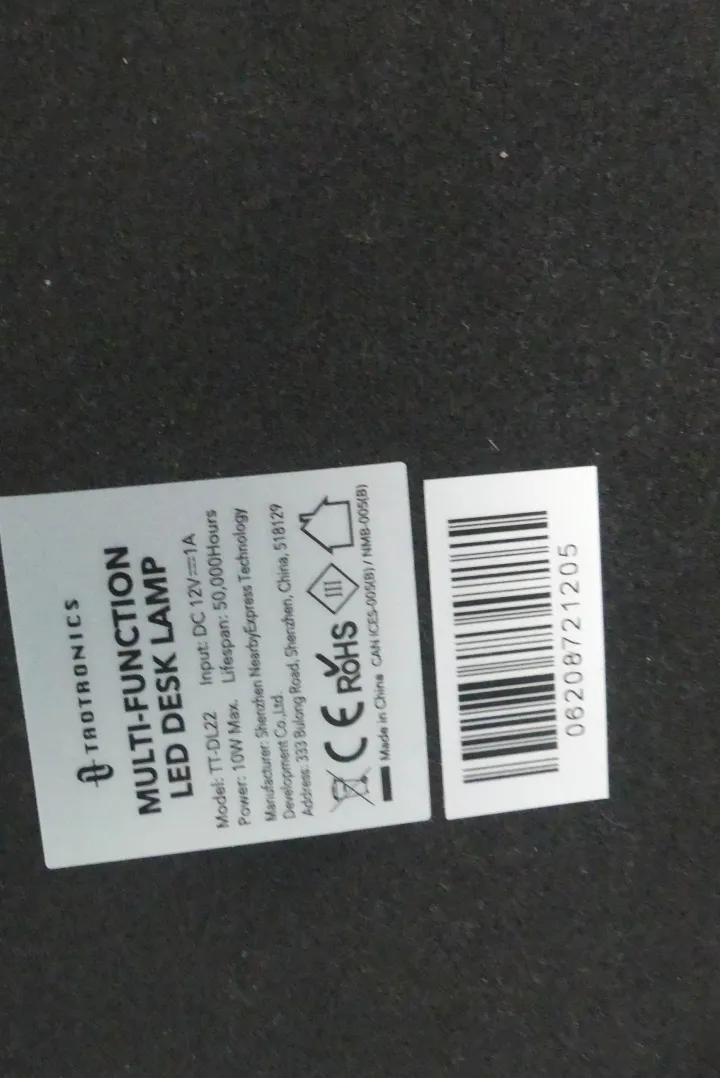 TAOTRONICS
MULTI-FUNCTION
LED DESK LAMP
Model: TT-DL22 Input: DC 12V⎓1A
Power: 10W Max. Lifespan: 50,000Hours
Manufacturer: Shenzhen NearbyExpress Technology
Development Co.,Ltd.
Address: 333 Bulong Road, Shenzhen, China, 518129
CE RoHS III
Made in China CAN ICES-005(B) / NMB-005(B)
06208721205